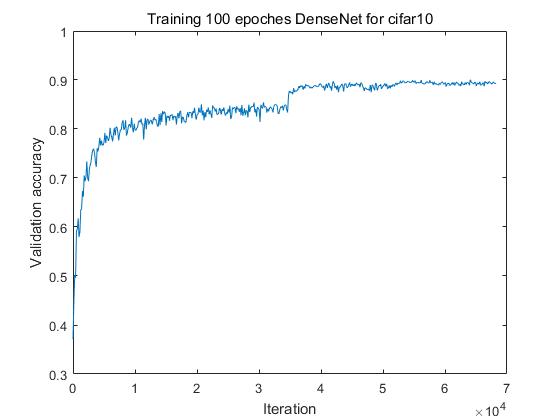 Training 100 epoches DenseNet for cifar10
1
0.9
0.8
0.7
0.6
0.5
0.4
0.3
Validation accuracy
0 1 2 3 4 5 6 7
Iteration
×10^4